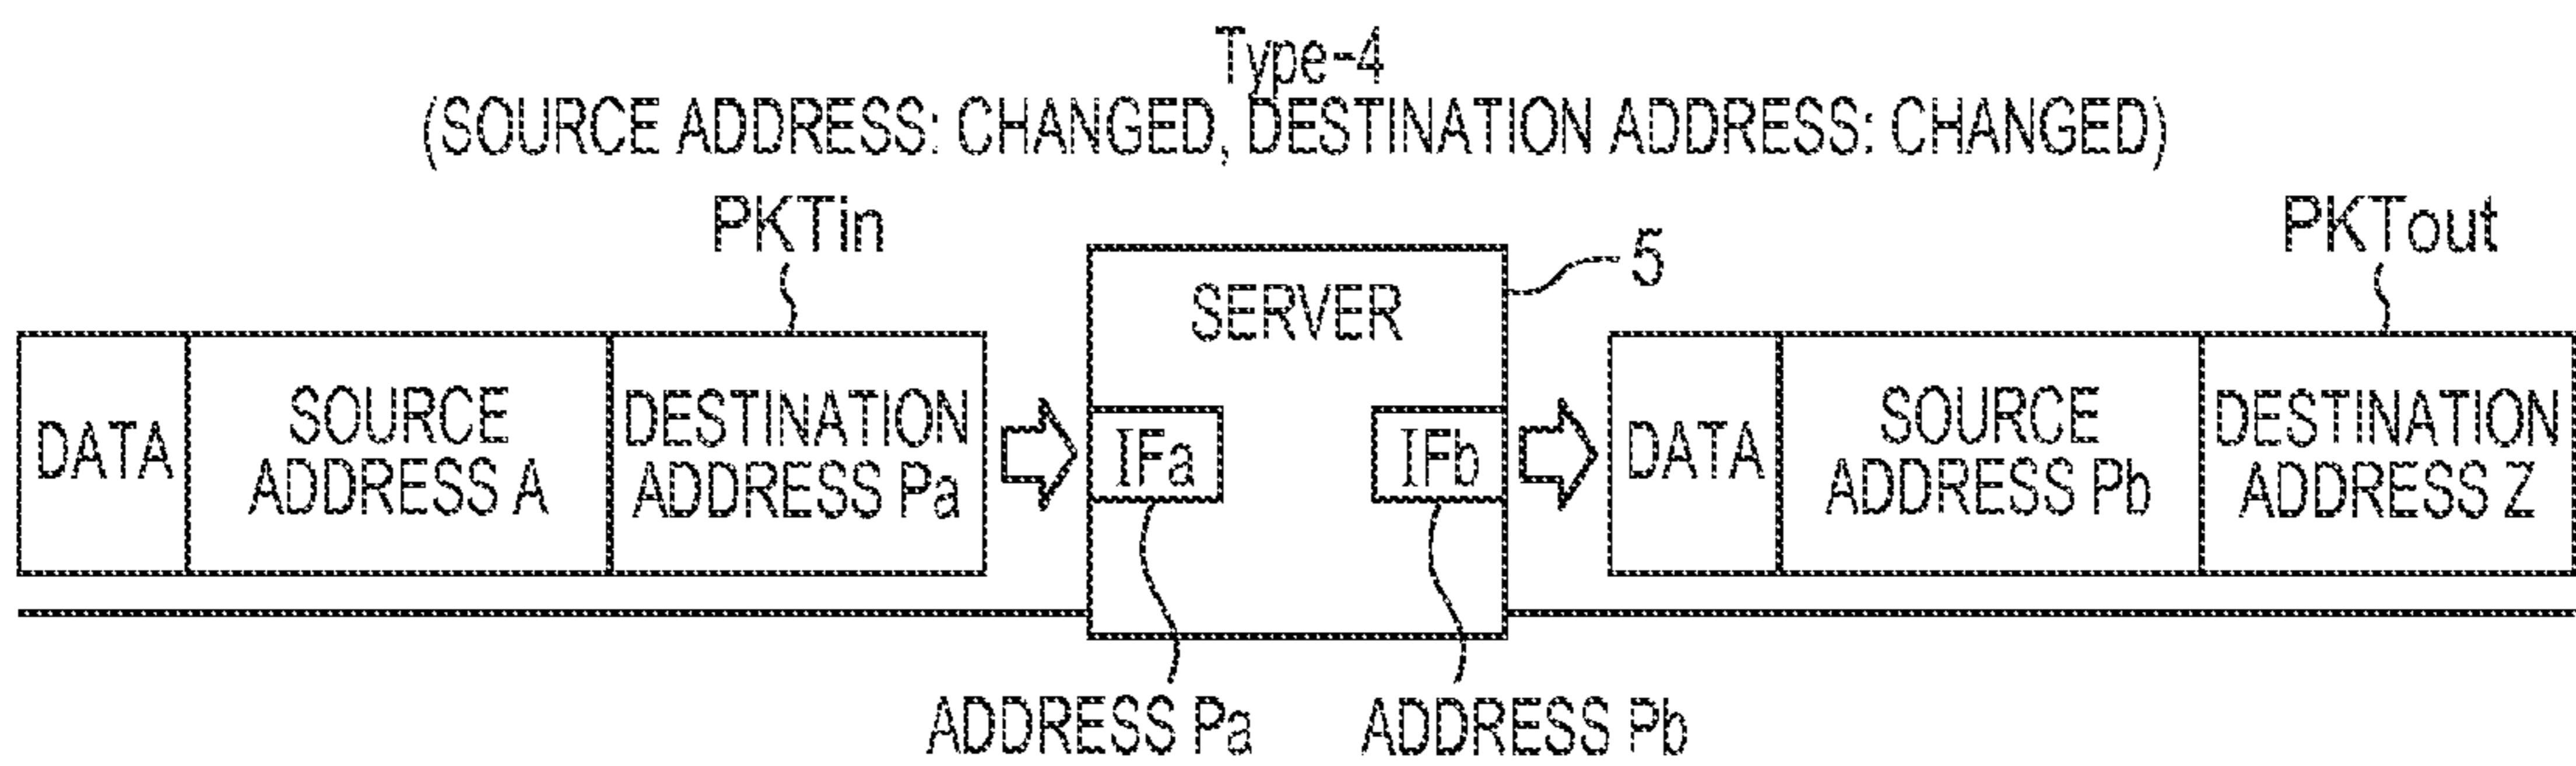 Type-4
(SOURCE ADDRESS: CHANGED, DESTINATION ADDRESS: CHANGED)
PKTin
5
PKTout
SERVER
DATA
SOURCE
ADDRESS A
DESTINATION
ADDRESS Pa
IFa
IFb
DATA
SOURCE
ADDRESS Pb
DESTINATION
ADDRESS Z
ADDRESS Pa
ADDRESS Pb